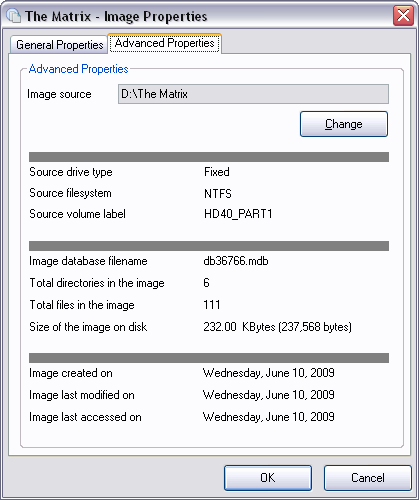 The Matrix - Image Properties
General Properties Advanced Properties
Advanced Properties
Image source D:\The Matrix
Change
Source drive type Fixed
Source filesystem NTFS
Source volume label HD40_PART1
Image database filename db36766.mdb
Total directories in the image 6
Total files in the image 111
Size of the image on disk 232.00 KBytes (237,568 bytes)
Image created on Wednesday, June 10, 2009
Image last modified on Wednesday, June 10, 2009
Image last accessed on Wednesday, June 10, 2009
OK Cancel